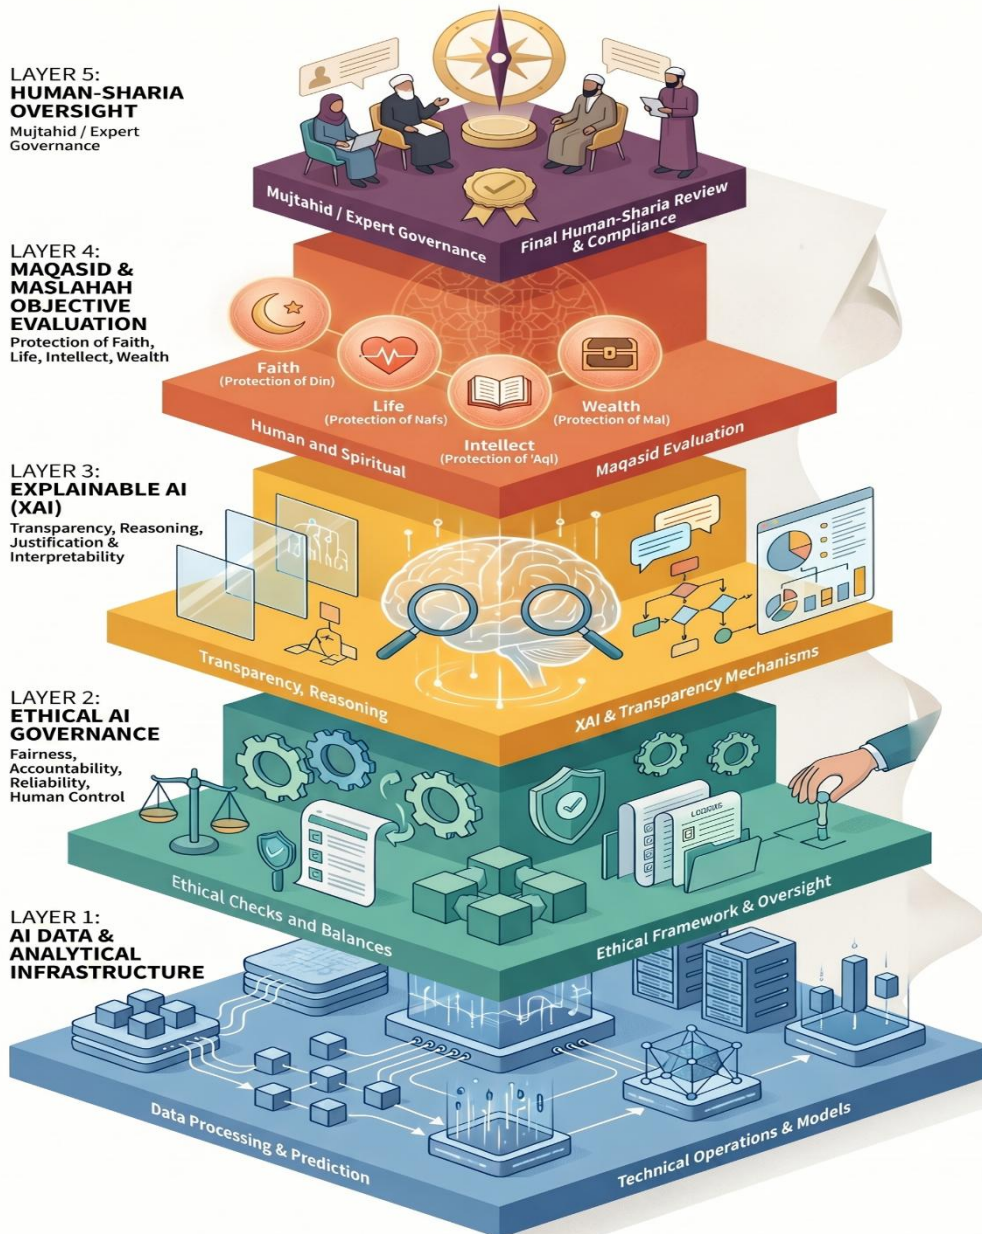 LAYER 5:
HUMAN-SHARIA
OVERSIGHT
Mujtahid / Expert
Governance
Mujtahid / Expert Governance
Final Human-Sharia Review
& Compliance
LAYER 4:
MAQASID &
MASLAHAH
OBJECTIVE
EVALUATION
Protection of Faith,
Life, Intellect, Wealth
Faith
(Protection of Din)
Life
(Protection of Nafs)
Intellect
(Protection of 'Aql)
Wealth
(Protection of Mal)
Human and Spiritual
Maqasid Evaluation
LAYER 3:
EXPLAINABLE AI
(XAI)
Transparency, Reasoning,
Justification &
Interpretability
Transparency, Reasoning
XAI & Transparency Mechanisms
LAYER 2:
ETHICAL AI
GOVERNANCE
Fairness,
Accountability,
Reliability,
Human Control
Ethical Checks and Balances
Ethical Framework & Oversight
LAYER 1:
AI DATA &
ANALYTICAL
INFRASTRUCTURE
Data Processing & Prediction
Technical Operations & Models